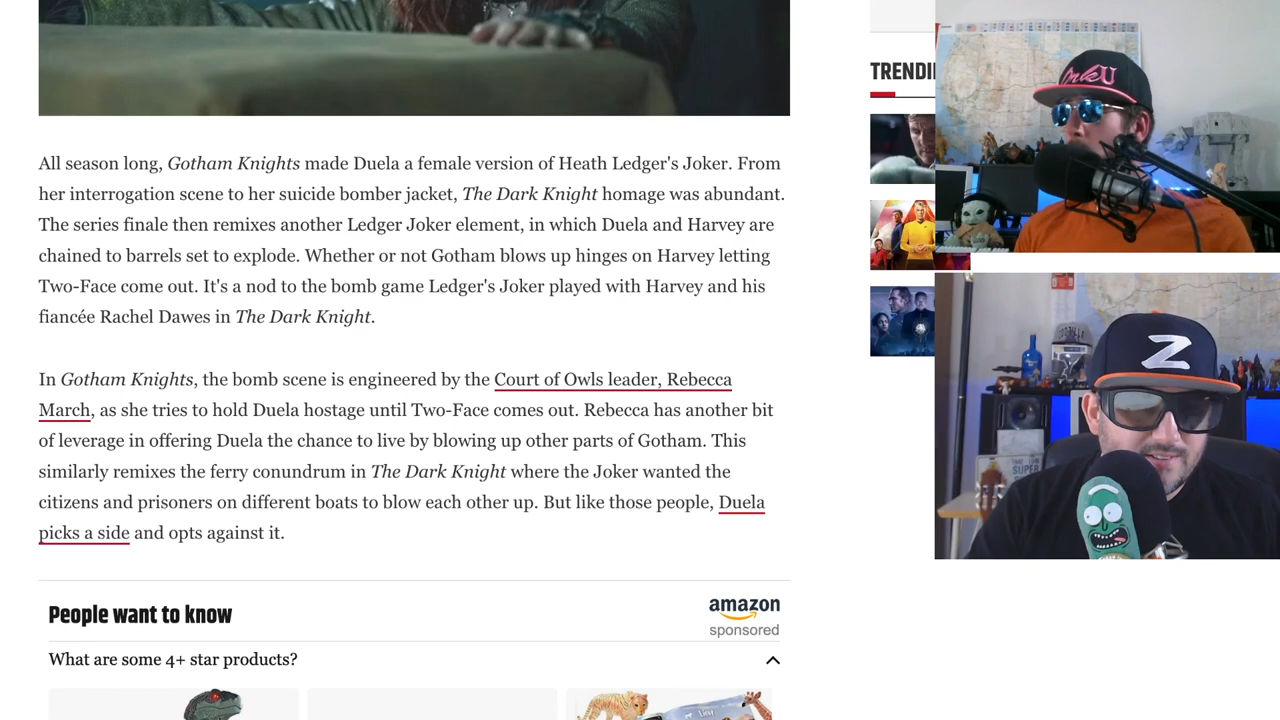 All season long, Gotham Knights made Duela a female version of Heath Ledger's Joker. From
her interrogation scene to her suicide bomber jacket, The Dark Knight homage was abundant.
The series finale then remixes another Ledger Joker element, in which Duela and Harvey are
chained to barrels set to explode. Whether or not Gotham blows up hinges on Harvey letting
Two-Face come out. It's a nod to the bomb game Ledger's Joker played with Harvey and his
fiancée Rachel Dawes in The Dark Knight.
In Gotham Knights, the bomb scene is engineered by the Court of Owls leader, Rebecca
March, as she tries to hold Duela hostage until Two-Face comes out. Rebecca has another bit
of leverage in offering Duela the chance to live by blowing up other parts of Gotham. This
similarly remixes the ferry conundrum in The Dark Knight where the Joker wanted the
citizens and prisoners on different boats to blow each other up. But like those people, Duela
picks a side and opts against it.
People want to know
amazon
sponsored
What are some 4+ star products?
TRENDI
Z